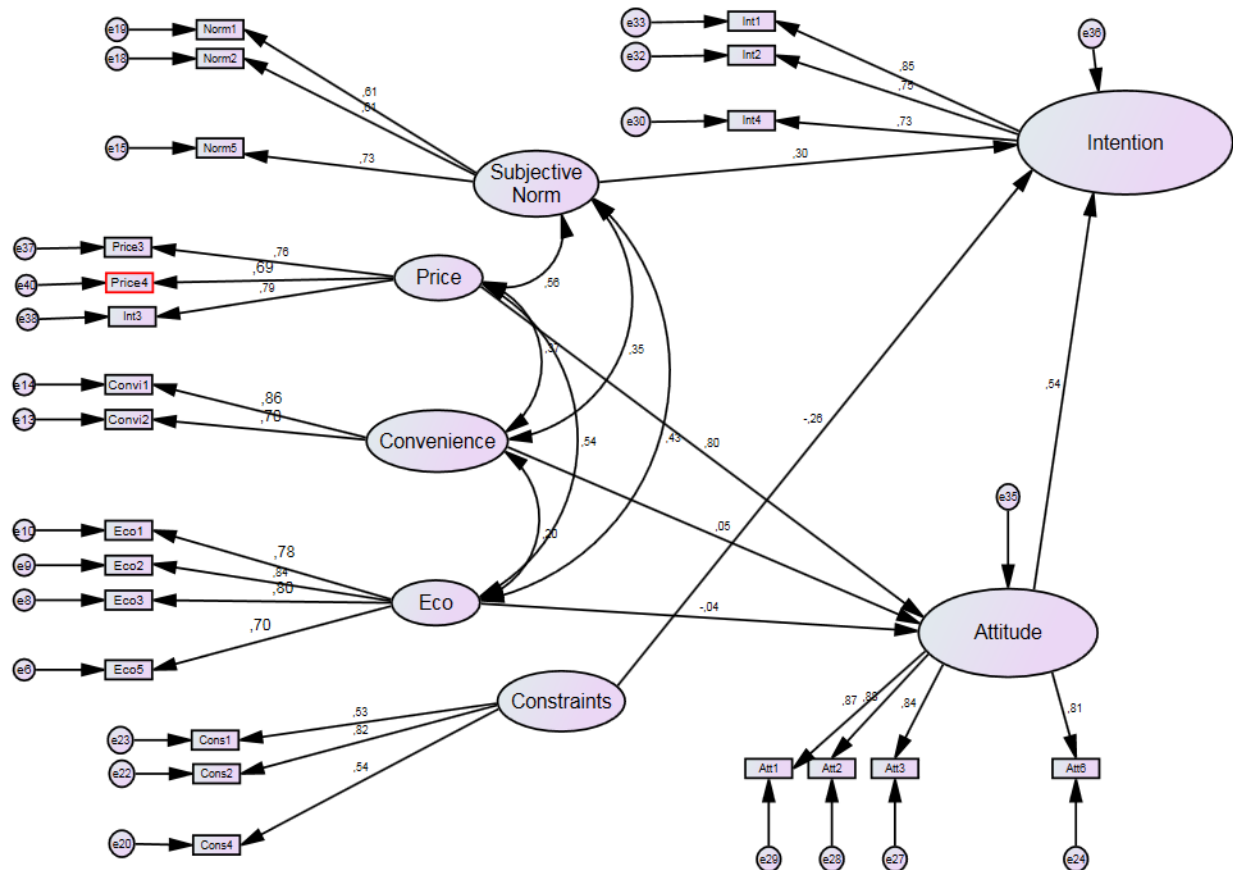 e19
Norm1
e18
Norm2
e15
Norm5
,61
,61
,73
Subjective
Norm
e33
Int1
e32
Int2
e30
Int4
,85
,75
,73
e36
Intention
,30
e37
Price3
e40
Price4
e38
Int3
,76
,69
,79
Price
,56
,37
,35
e14
Convi1
e13
Convi2
,86
,70
Convenience
,54
,43
,80
-,26
,54
,05
,20
e10
Eco1
e9
Eco2
e8
Eco3
e6
Eco5
,78
,84
,80
,70
Eco
-,04
e35
Attitude
Constraints
e23
Cons1
e22
Cons2
e20
Cons4
,53
,82
,54
,87
,88
,84
,81
Att1
Att2
Att3
Att6
e29
e28
e27
e24